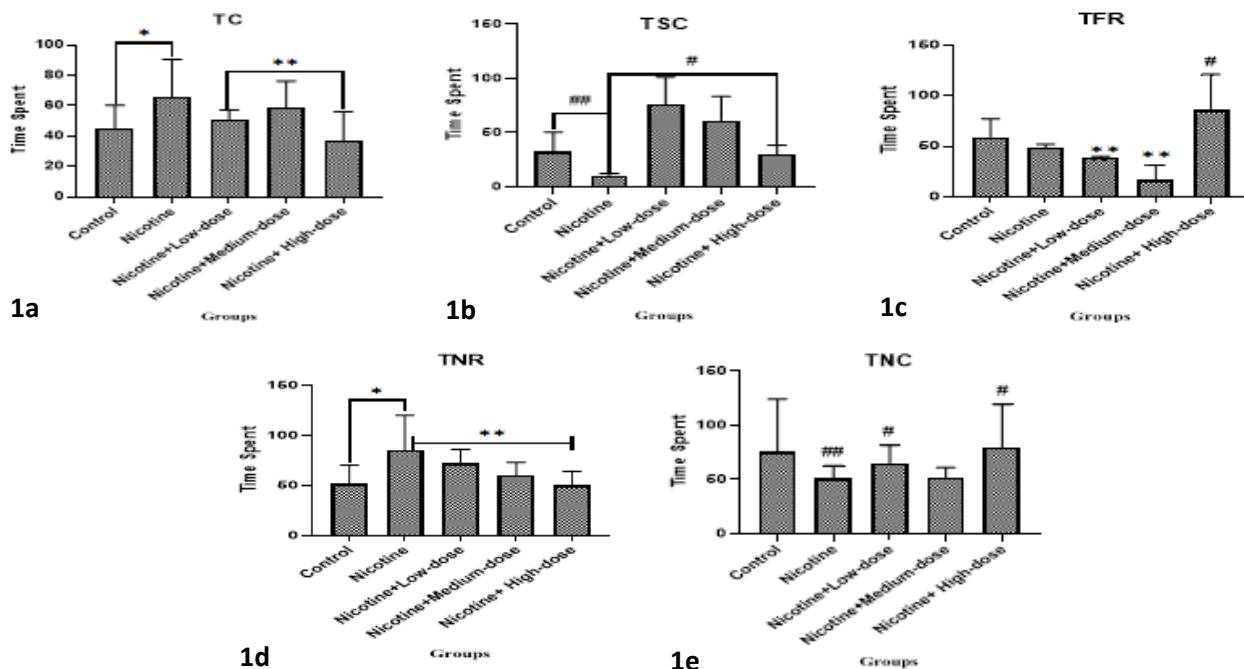 TC
*
**
Time Spent
100
80
60
40
20
0
Control
Nicotine
Nicotine+Low-dose
Nicotine+Medium-dose
Nicotine+ High-dose
Groups
1a
TSC
##
#
Time Spent
150
100
50
0
Control
Nicotine
Nicotine+Low-dose
Nicotine+Medium-dose
Nicotine+ High-dose
Groups
1b
TFR
**
**
#
Time Spent
150
100
50
0
Control
Nicotine
Nicotine+Low-dose
Nicotine+Medium-dose
Nicotine+ High-dose
Groups
1c
TNR
*
**
Time Spent
150
100
50
0
Control
Nicotine
Nicotine+Low-dose
Nicotine+Medium-dose
Nicotine+ High-dose
Groups
1d
TNC
##
#
#
Time Spent
150
100
50
0
Control
Nicotine
Nicotine+Low-dose
Nicotine+Medium-dose
Nicotine+ High-dose
Groups
1e